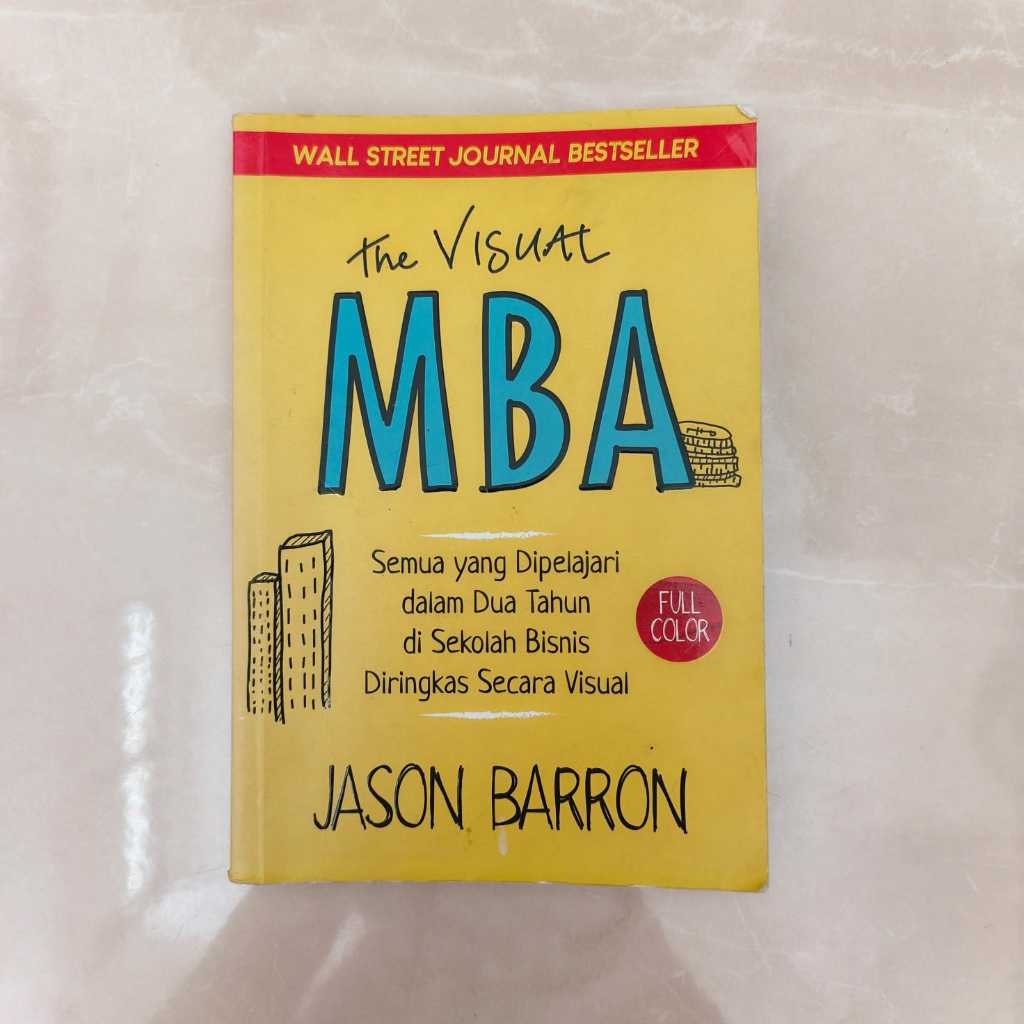 WALL STREET JOURNAL BESTSELLER
The VISUAL
MBA
Semua yang Dipelajari
dalam Dua Tahun
di Sekolah Bisnis
Diringkas Secara Visual
FULL
COLOR
JASON BARRON